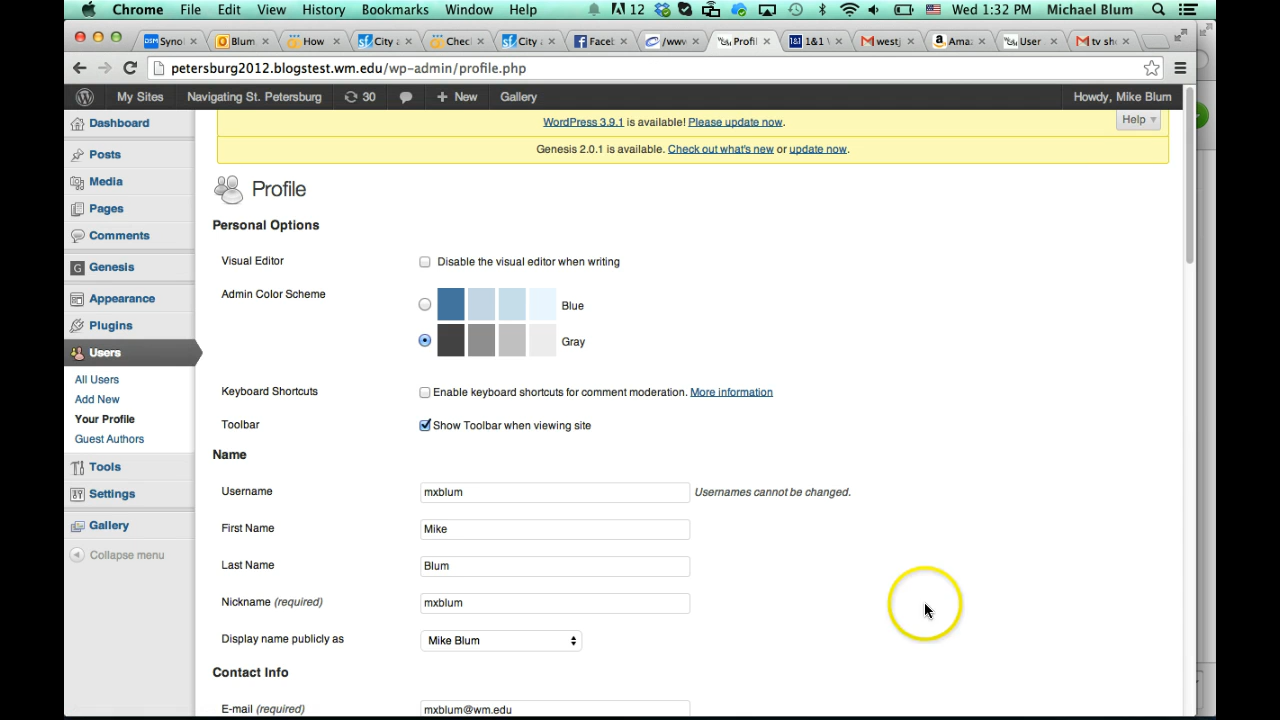 Chrome File Edit View History Bookmarks Window Help 12 Wed 1:32 PM Michael Blum
Syno Blum How City a Chec City a Facel /www Profil 1&1 westj Ama: User tv sh
petersburg2012.blogstest.wm.edu/wp-admin/profile.php
My Sites Navigating St. Petersburg 30 + New Gallery Howdy, Mike Blum
WordPress 3.9.1 is available! Please update now.
Help
Genesis 2.0.1 is available. Check out what's new or update now.
Dashboard
Posts
Media
Pages
Comments
Genesis
Appearance
Plugins
Users
All Users
Add New
Your Profile
Guest Authors
Tools
Settings
Gallery
Collapse menu
Profile
Personal Options
Visual Editor Disable the visual editor when writing
Admin Color Scheme
Blue
Gray
Keyboard Shortcuts Enable keyboard shortcuts for comment moderation. More information
Toolbar Show Toolbar when viewing site
Name
Username mxblum Usernames cannot be changed.
First Name Mike
Last Name Blum
Nickname (required) mxblum
Display name publicly as Mike Blum
Contact Info
E-mail (required) mxblum@wm.edu